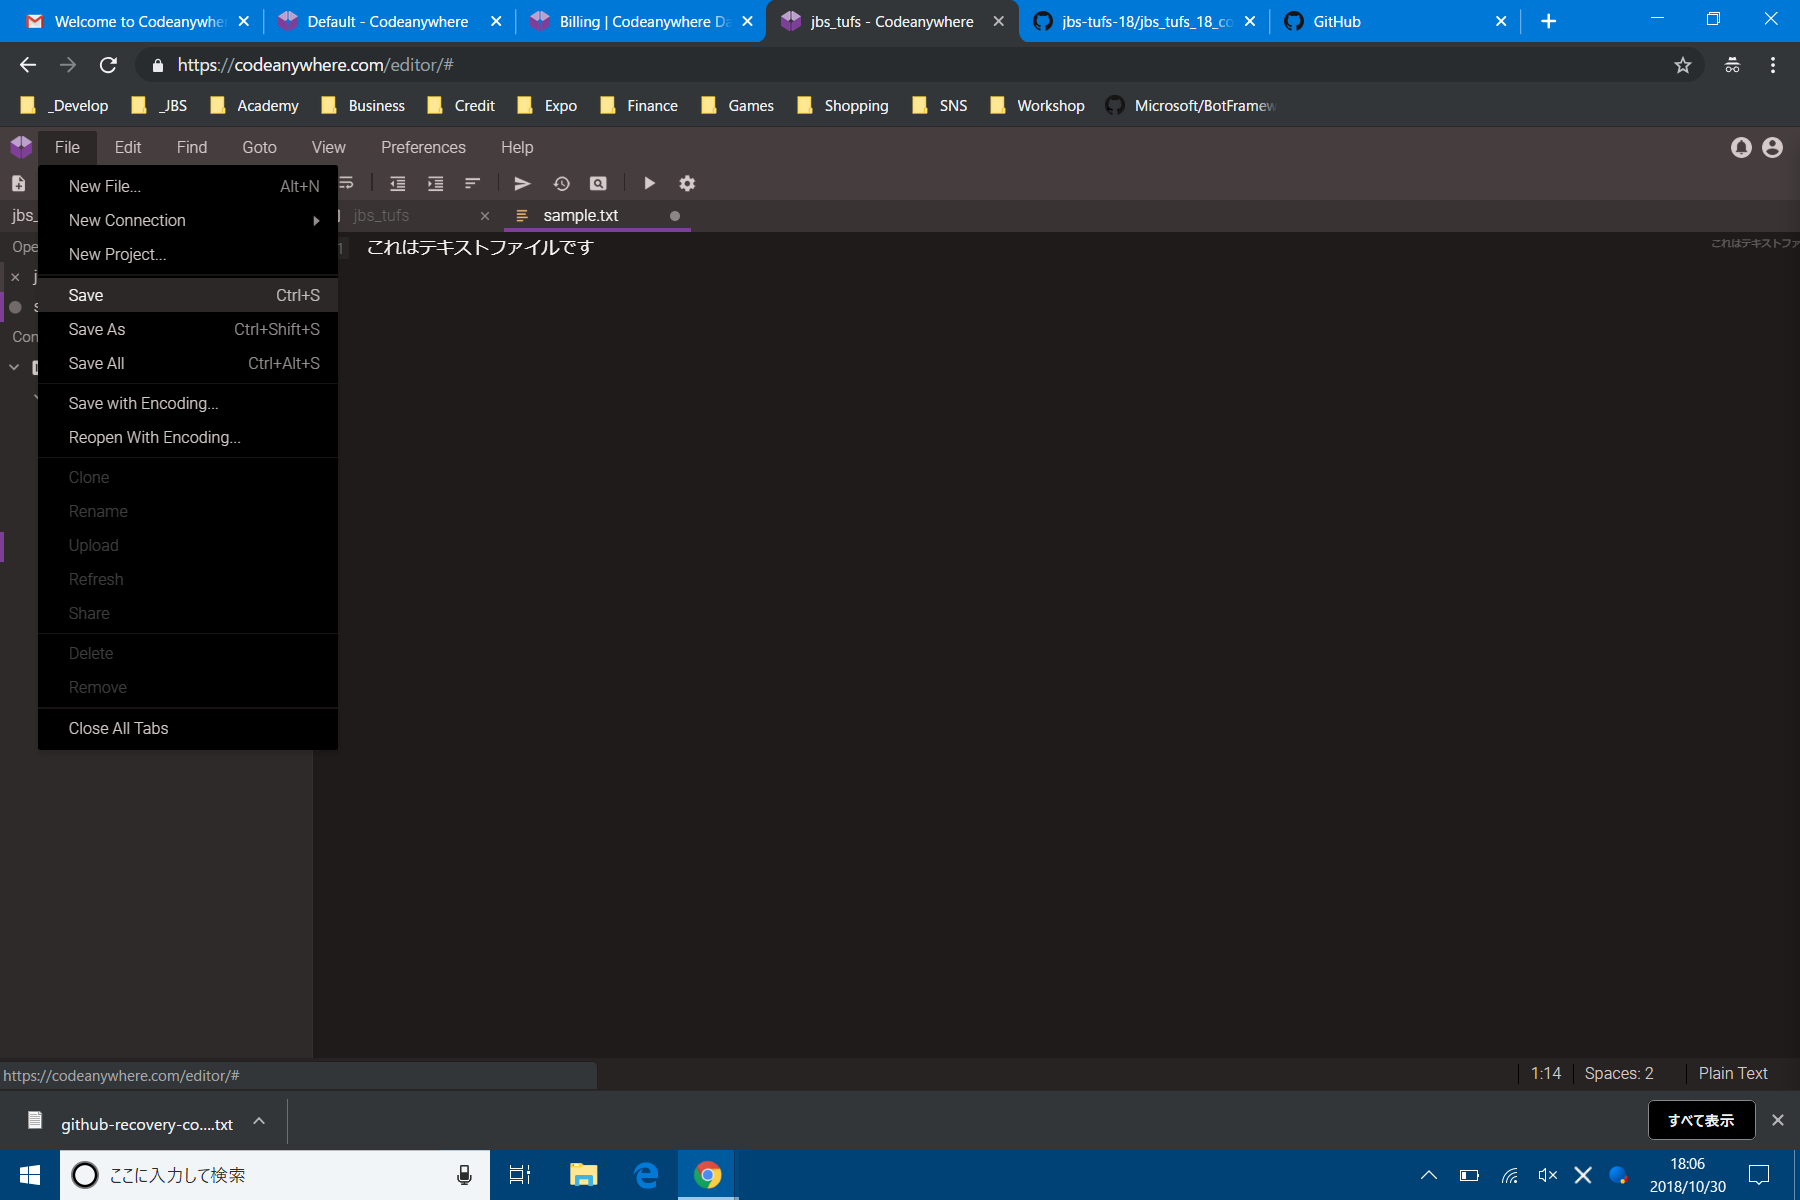 Welcome to Codeanywhe
Default - Codeanywhere
Billing | Codeanywhere Da
jbs_tufs - Codeanywhere
jbs-tufs-18/jbs_tufs_18_co
GitHub
https://codeanywhere.com/editor/#
_Develop
_JBS
Academy
Business
Credit
Expo
Finance
Games
Shopping
SNS
Workshop
Microsoft/BotFramew
File Edit Find Goto View Preferences Help
New File... Alt+N
New Connection
New Project...
Save Ctrl+S
Save As Ctrl+Shift+S
Save All Ctrl+Alt+S
Save with Encoding...
Reopen With Encoding...
Clone
Rename
Upload
Refresh
Share
Delete
Remove
Close All Tabs
jbs_
Ope
j
s
Con
jbs_tufs
sample.txt
1 これはテキストファイルです
これはテキストファ
https://codeanywhere.com/editor/#
1:14 Spaces: 2 Plain Text
github-recovery-co....txt
すべて表示
ここに入力して検索
18:06
2018/10/30